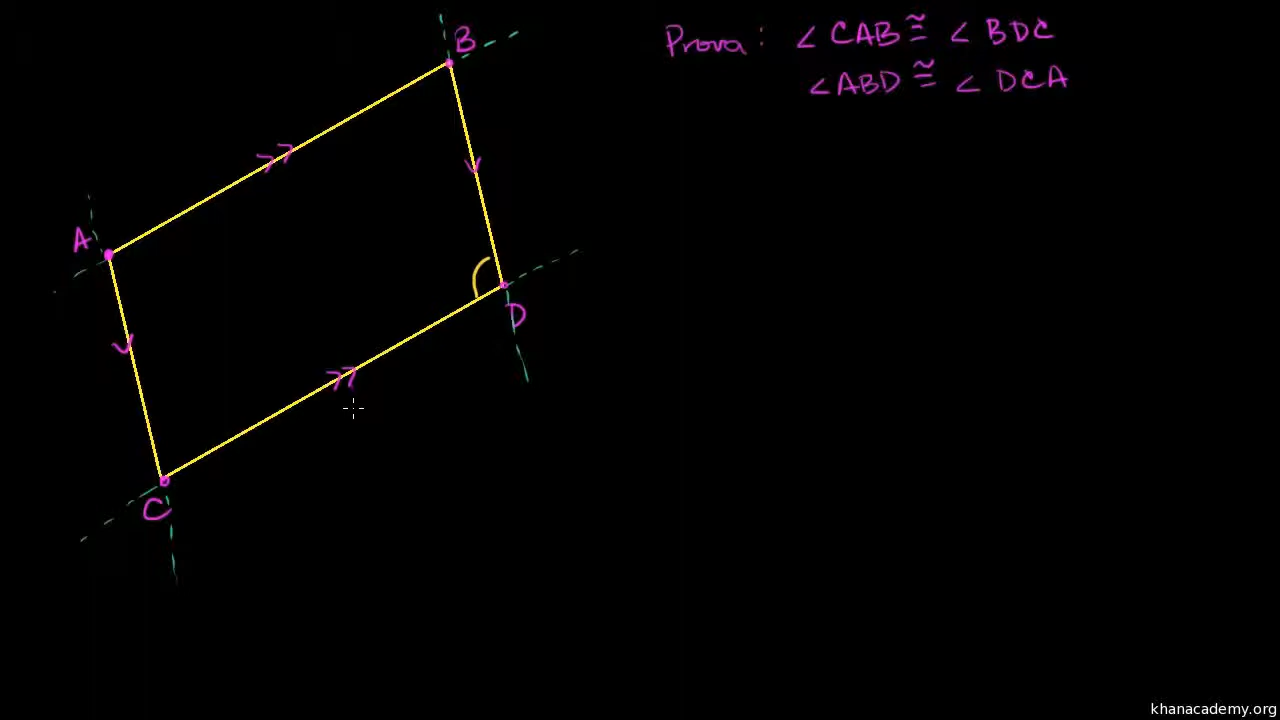 B
Prova: ∠CAB ≅ ∠BDC
∠ABD ≅ ∠DCA
A
D
C
khanacademy.org